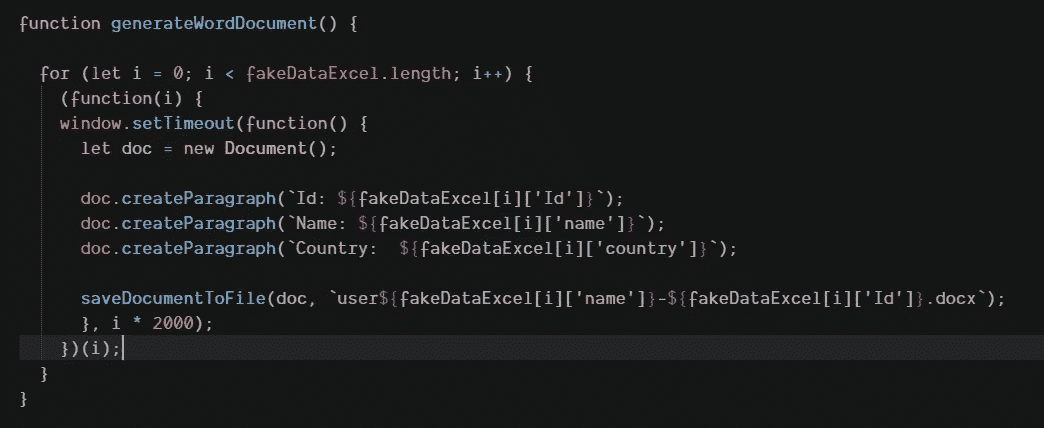 function generateWordDocument() {
for (let i = 0; i < fakeDataExcel.length; i++) {
(function(i) {
window.setTimeout(function() {
let doc = new Document();
doc.createParagraph(`Id: ${fakeDataExcel[i]['Id']}`);
doc.createParagraph(`Name: ${fakeDataExcel[i]['name']}`);
doc.createParagraph(`Country:  ${fakeDataExcel[i]['country']}`);
saveDocumentToFile(doc, `user${fakeDataExcel[i]['name']}-${fakeDataExcel[i]['Id']}.docx`);
}, i * 2000);
})(i);
}
}